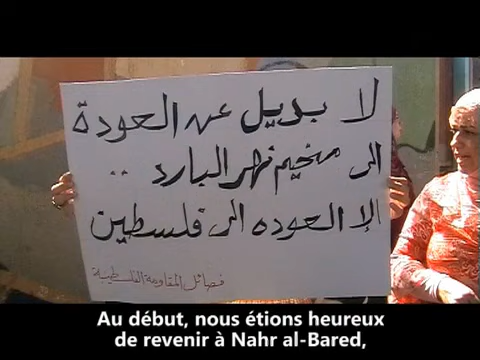 لا بديل عن العودة
الى مخيم نهر البارد ..
الا العوده الى فلسطين
فصائل المقاومة الفلسطينية
Au début, nous étions heureux
de revenir à Nahr al-Bared,